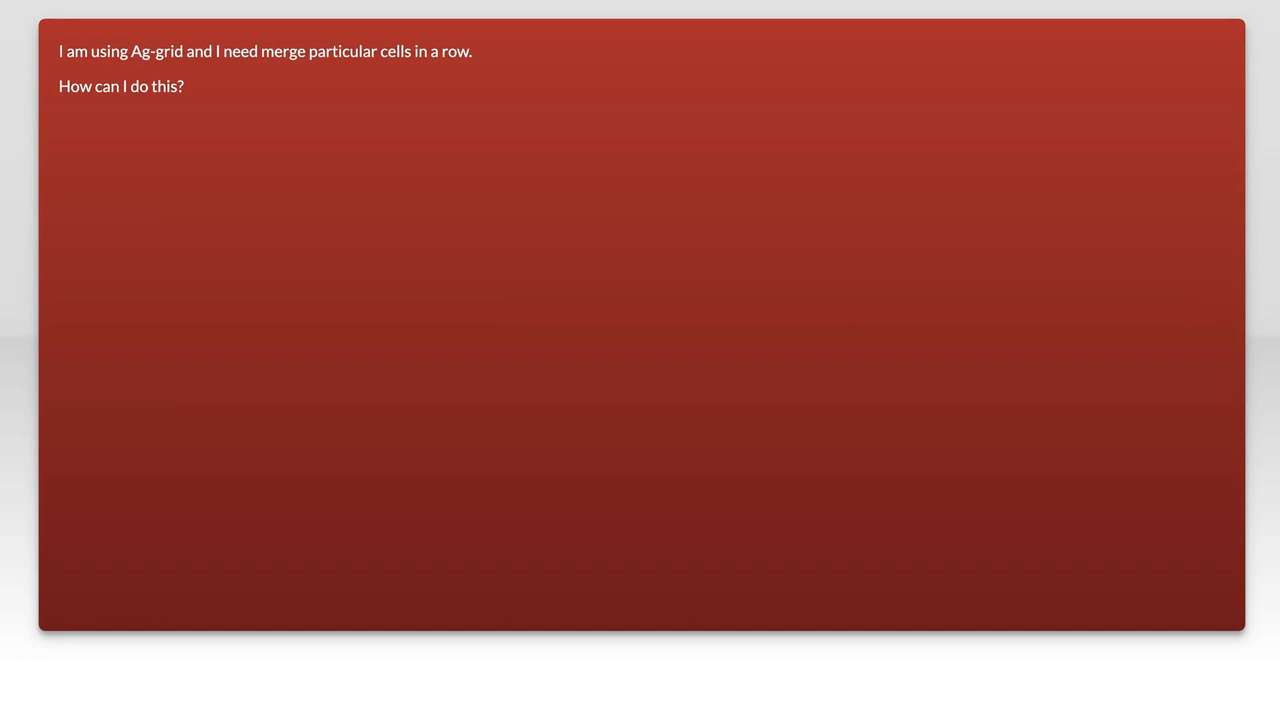 I am using Ag-grid and I need merge particular cells in a row.
How can I do this?